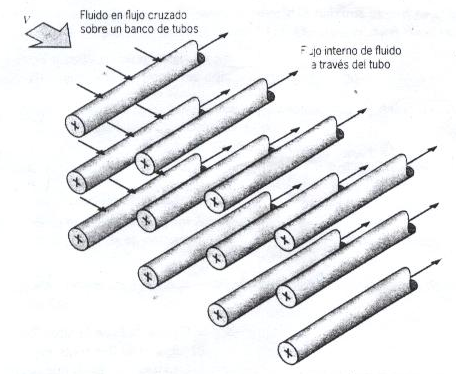 V
Fluido en flujo cruzado
sobre un banco de tubos
Flujo interno de fluido
a través del tubo